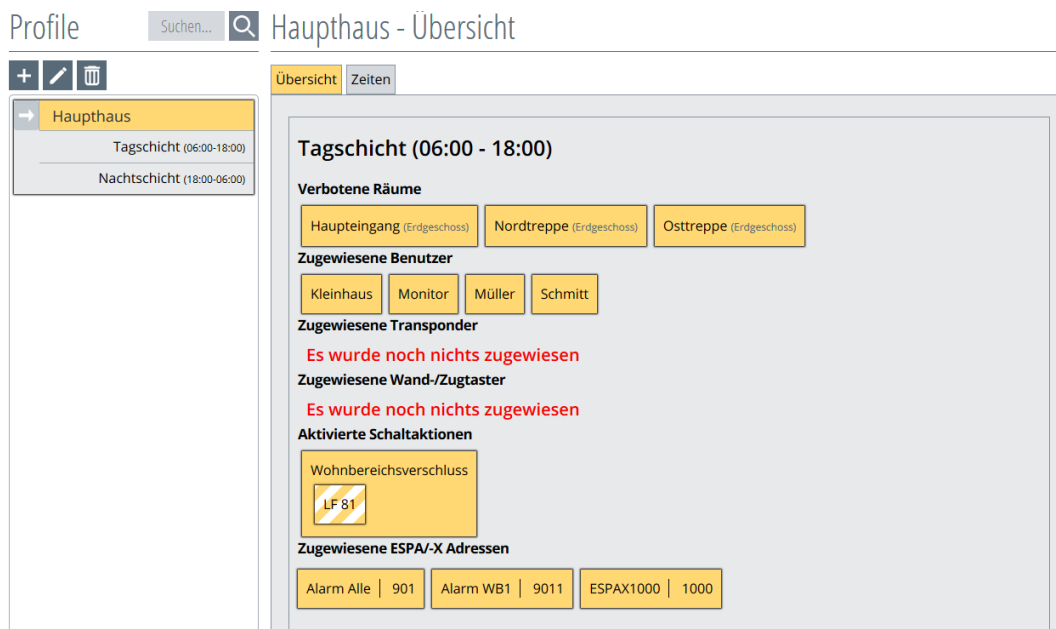 Profile
Suchen...
Haupthaus - Übersicht
Übersicht Zeiten
Haupthaus
Tagschicht (06:00-18:00)
Nachtschicht (18:00-06:00)
Tagschicht (06:00 - 18:00)
Verbotene Räume
Haupteingang (Erdgeschoss) Nordtreppe (Erdgeschoss) Osttreppe (Erdgeschoss)
Zugewiesene Benutzer
Kleinhaus Monitor Müller Schmitt
Zugewiesene Transponder
Es wurde noch nichts zugewiesen
Zugewiesene Wand-/Zugtaster
Es wurde noch nichts zugewiesen
Aktivierte Schaltaktionen
Wohnbereichsverschluss
LF 81
Zugewiesene ESPA/-X Adressen
Alarm Alle | 901 Alarm WB1 | 9011 ESPAX1000 | 1000